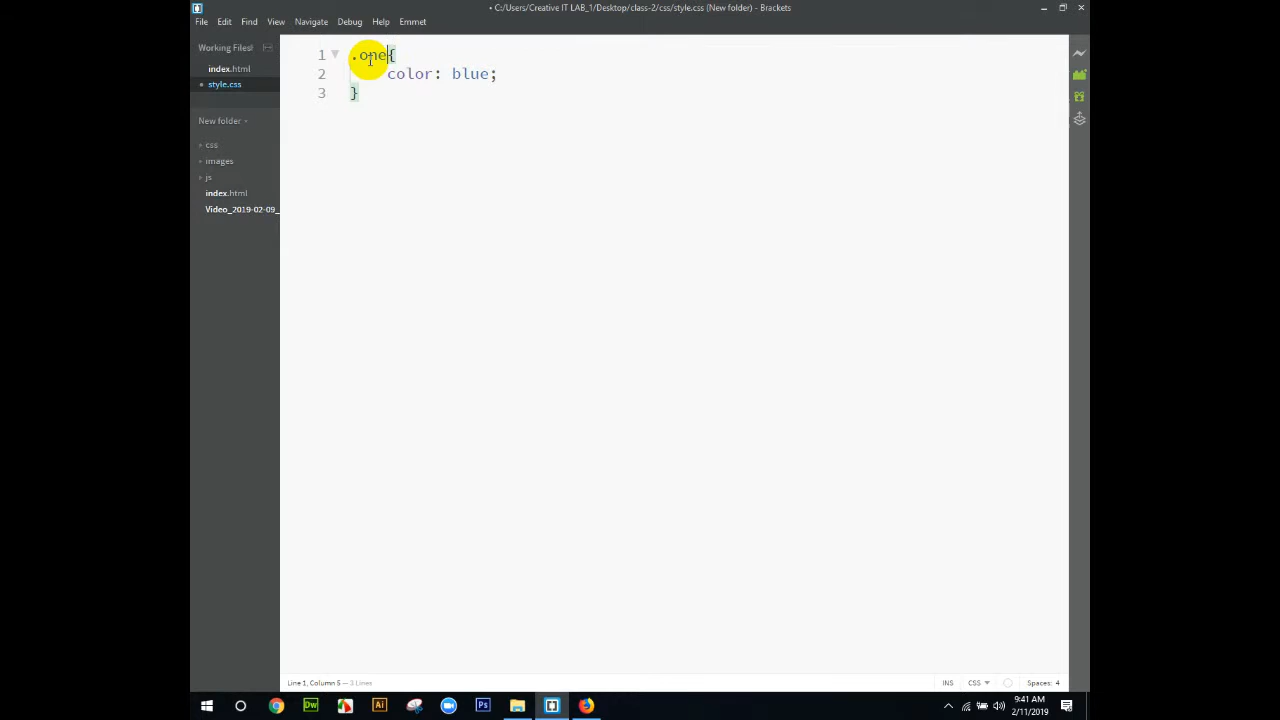 • C:/Users/Creative IT LAB_1/Desktop/class-2/css/style.css (New folder) - Brackets
File Edit Find View Navigate Debug Help Emmet
Working Files
index.html
• style.css
New folder
css
images
js
index.html
Video_2019-02-09_
1 .one{
2 color: blue;
3 }
Line 1, Column 5 — 3 Lines
INS CSS Spaces: 4
Dw Ai Ps
9:41 AM
2/11/2019